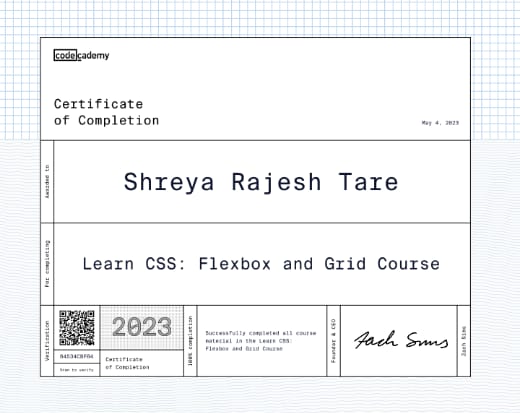 codecademy
Certificate
of Completion
May 4, 2023
Awarded to
Shreya Rajesh Tare
For completing
Learn CSS: Flexbox and Grid Course
Verification
Scan to verify
2023
Certificate
of Completion
100% completion
Successfully completed all course
material in the Learn CSS:
Flexbox and Grid Course
Founder & CEO
Zach Sims
Zach Sims